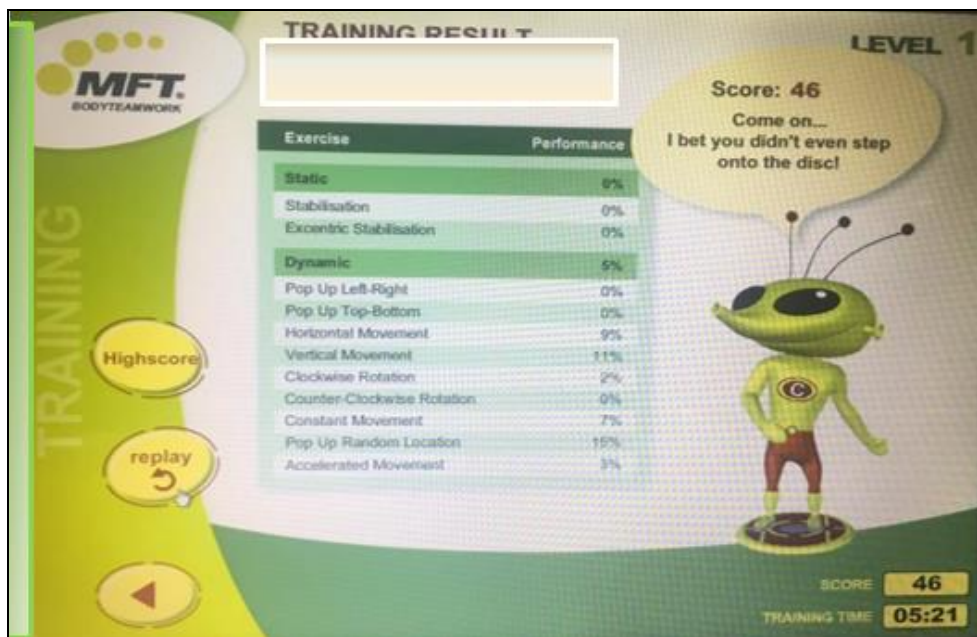 TRAINING RESULT
LEVEL 1
MFT.
BODYTEAMWORK
Score: 46
Come on...
I bet you didn't even step
onto the disc!
Exercise Performance
Static 0%
Stabilisation 0%
Excentric Stabilisation 0%
Dynamic 5%
Pop Up Left-Right 0%
Pop Up Top-Bottom 0%
Horizontal Movement 9%
Vertical Movement 11%
Clockwise Rotation 2%
Counter-Clockwise Rotation 0%
Constant Movement 7%
Pop Up Random Location 15%
Accelerated Movement 3%
TRAINING
Highscore
replay
C
SCORE 46
TRAINING TIME 05:21